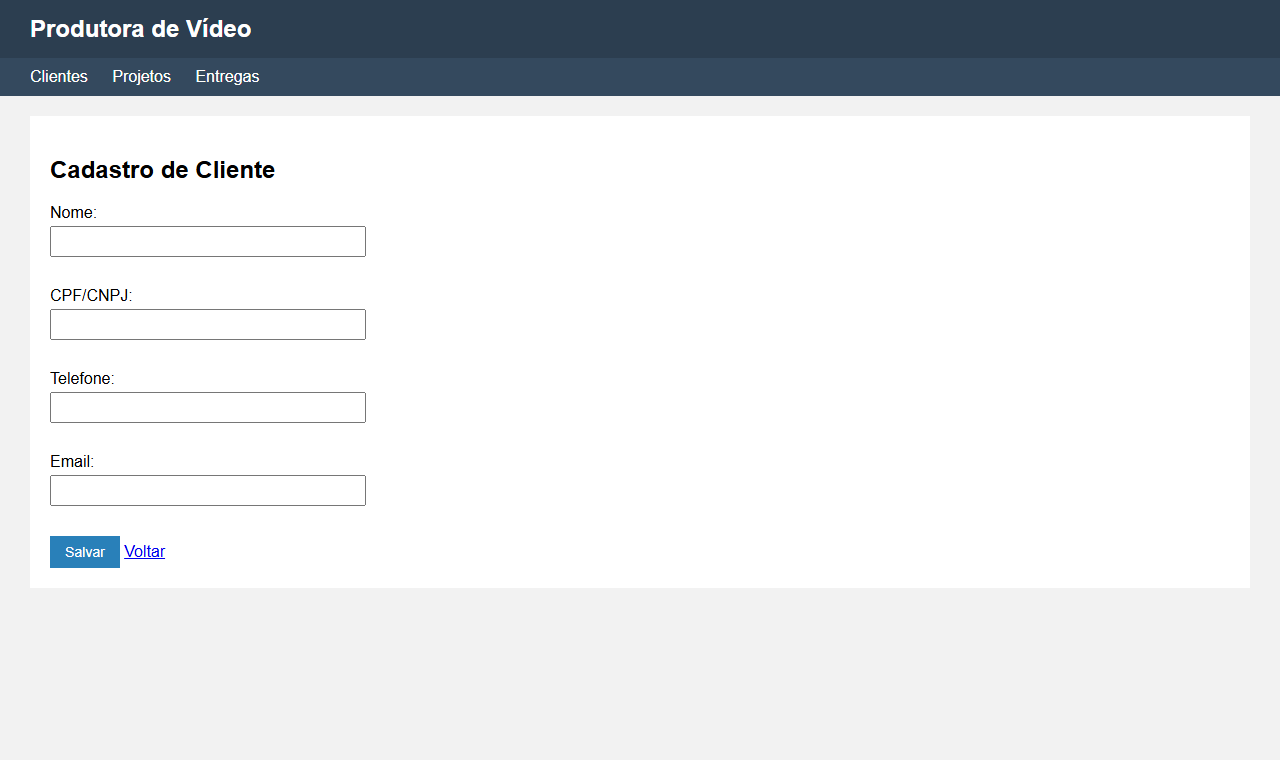 Produtora de Vídeo
Clientes Projetos Entregas
Cadastro de Cliente
Nome:
CPF/CNPJ:
Telefone:
Email:
Salvar Voltar